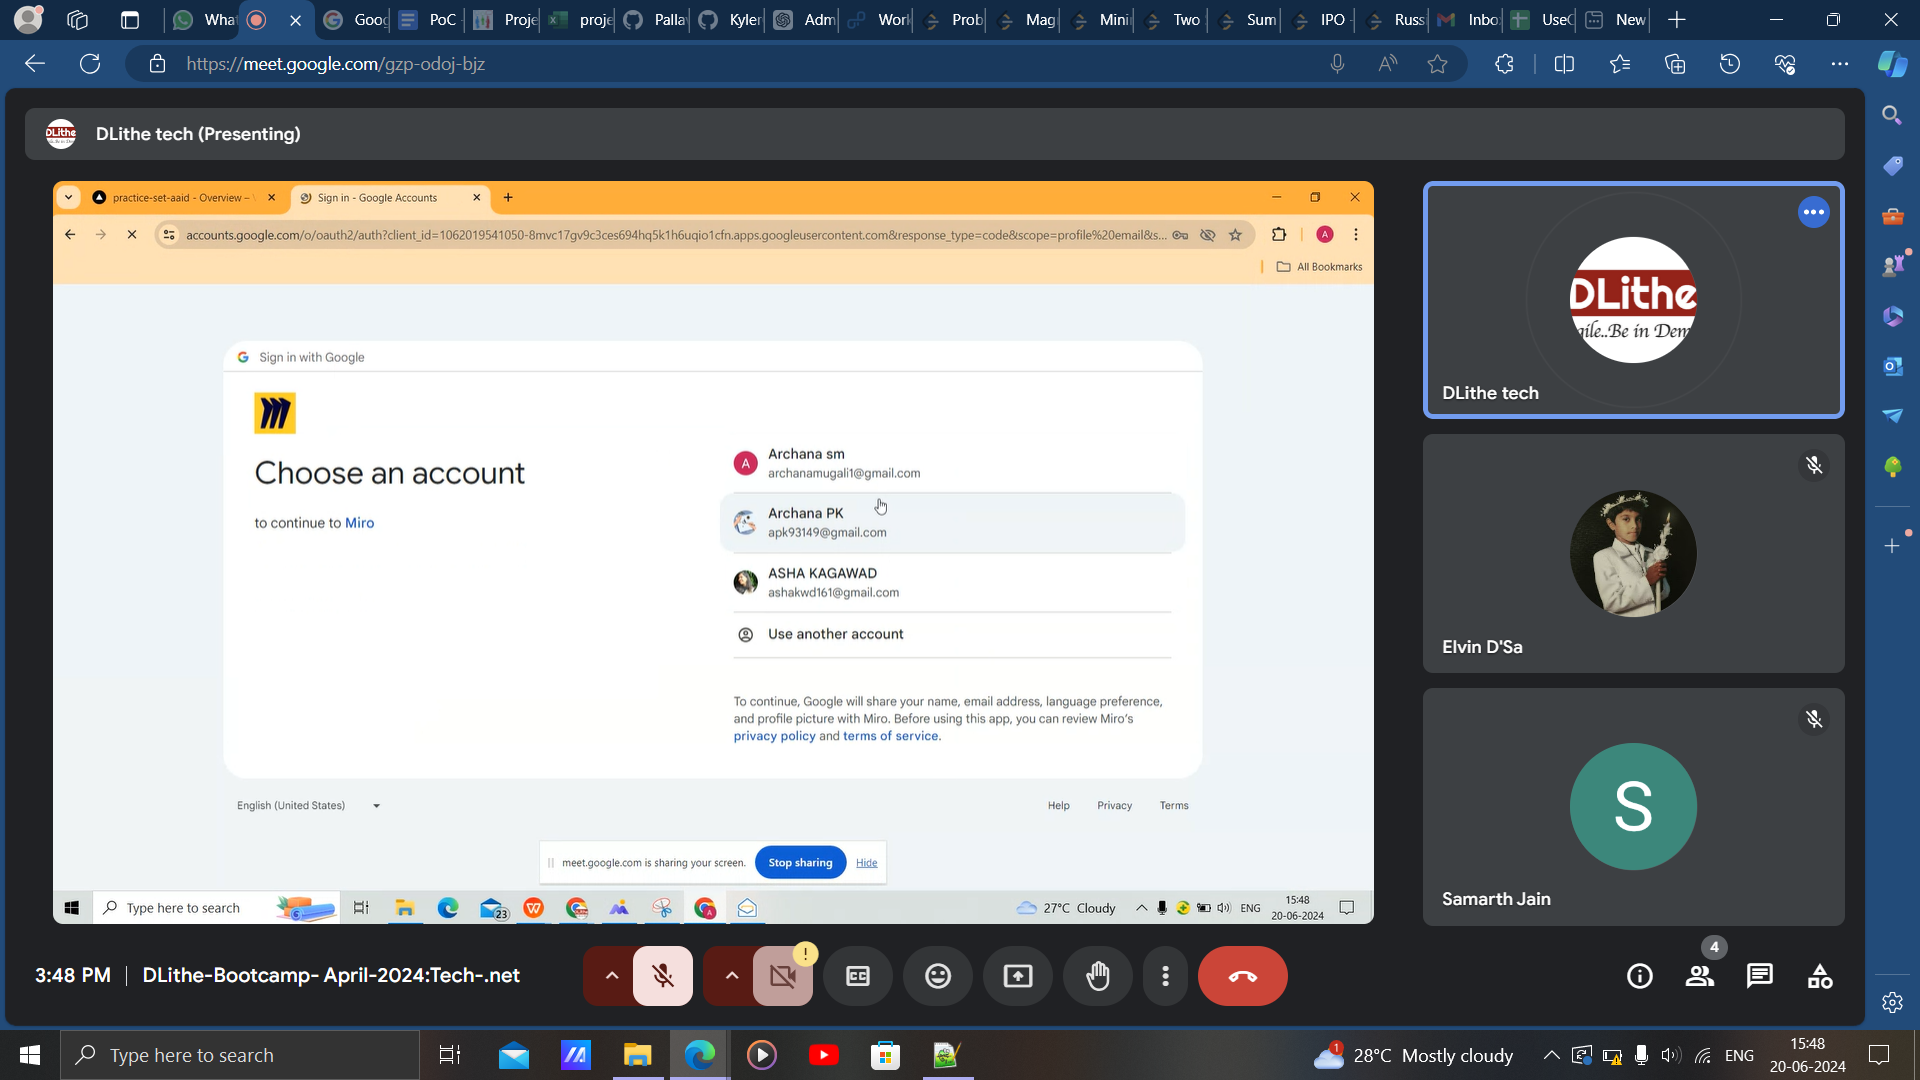 Wha
Goo
PoC
Proje
proje
Palla
Kyler
Adm
Work
Prob
Mag
Mini
Two
Sum
IPO
Russ
Inbo
UseC
New
https://meet.google.com/gzp-odoj-bjz
DLithe
DLithe tech (Presenting)
practice-set-aaid - Overview –
Sign in - Google Accounts
accounts.google.com/o/oauth2/auth?client_id=1062019541050-8mvc17gv9c3ces694hq5k1h6uqio1cfn.apps.googleusercontent.com&response_type=code&scope=profile%20email&s...
A
All Bookmarks
Sign in with Google
Choose an account
to continue to Miro
A
Archana sm
archanamugali1@gmail.com
Archana PK
apk93149@gmail.com
ASHA KAGAWAD
ashakwd161@gmail.com
Use another account
To continue, Google will share your name, email address, language preference,
and profile picture with Miro. Before using this app, you can review Miro's
privacy policy and terms of service.
English (United States)
Help
Privacy
Terms
meet.google.com is sharing your screen.
Stop sharing
Hide
Type here to search
23
27°C Cloudy
ENG
15:48
20-06-2024
DLithe
gile..Be in Dem
DLithe tech
Elvin D'Sa
S
Samarth Jain
3:48 PM
DLithe-Bootcamp- April-2024:Tech-.net
!
CC
4
Type here to search
1
28°C Mostly cloudy
ENG
15:48
20-06-2024